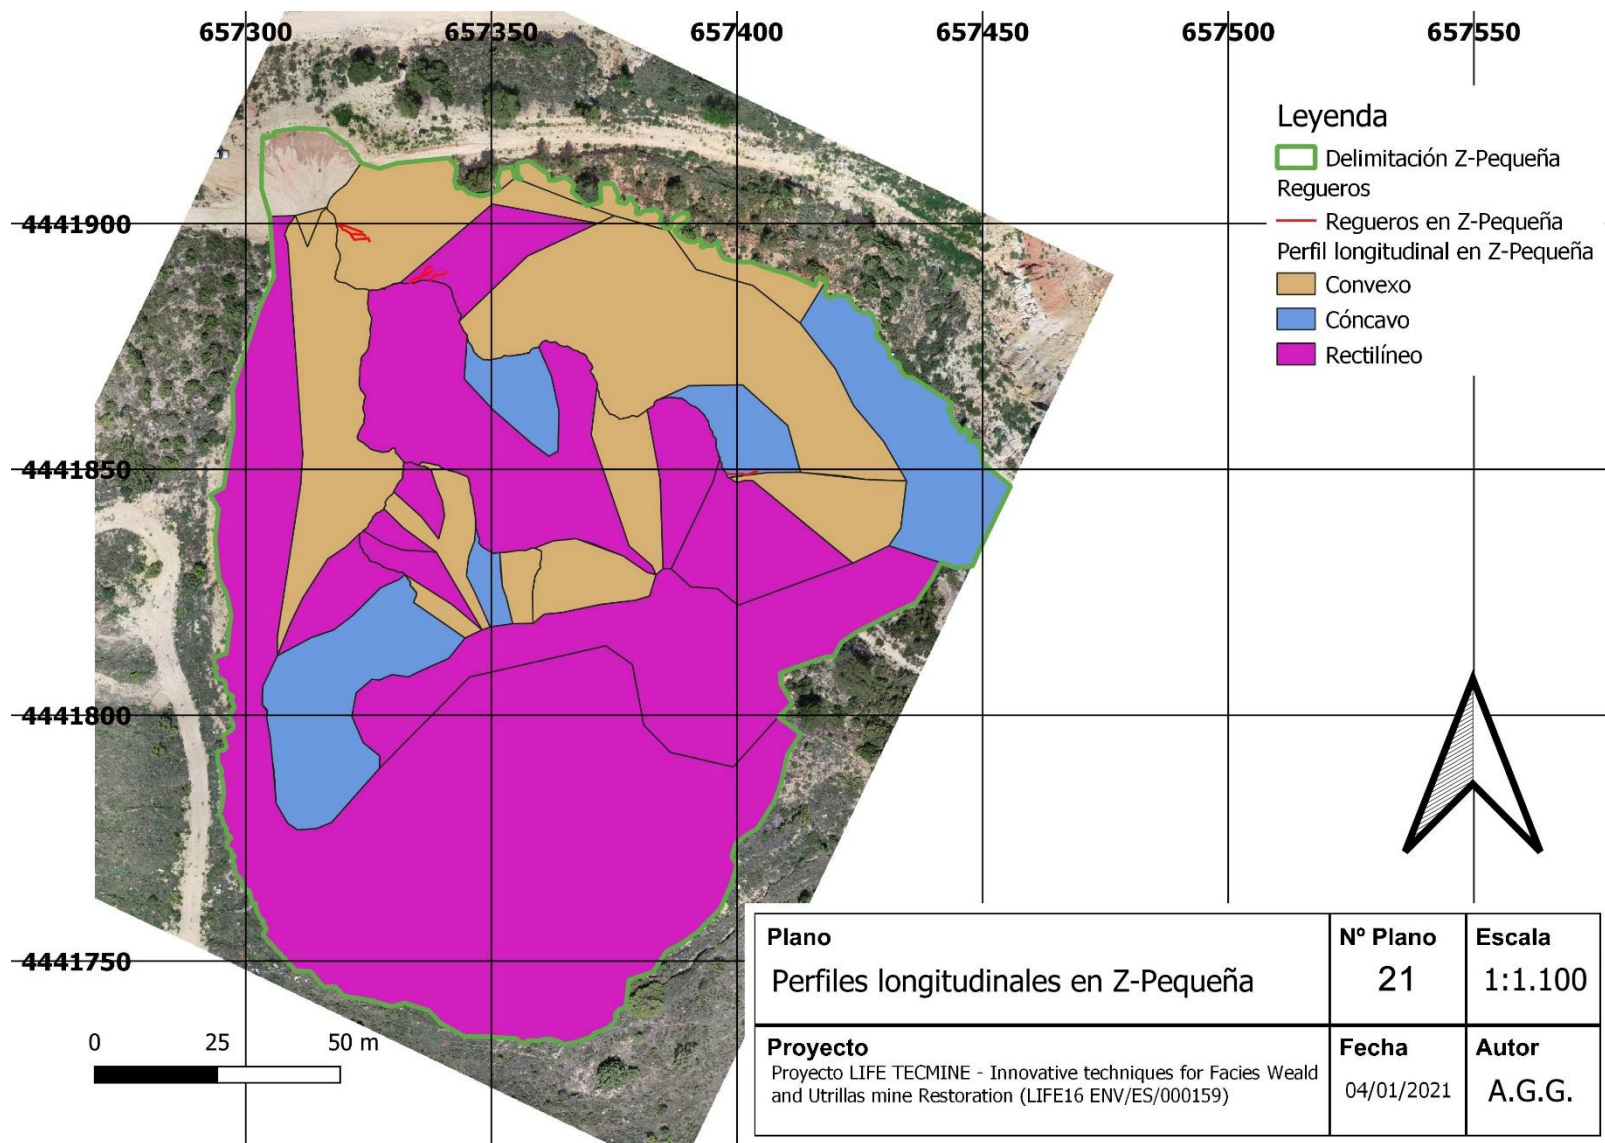 657300 657350 657400 657450 657500 657550
4441900
4441850
4441800
4441750
Leyenda
Delimitación Z-Pequeña
Regueros
Regueros en Z-Pequeña
Perfil longitudinal en Z-Pequeña
Convexo
Cóncavo
Rectilíneo
0 25 50 m
Plano
Perfiles longitudinales en Z-Pequeña
Nº Plano
21
Escala
1:1.100
Proyecto
Proyecto LIFE TECMINE - Innovative techniques for Facies Weald
and Utrillas mine Restoration (LIFE16 ENV/ES/000159)
Fecha
04/01/2021
Autor
A.G.G.